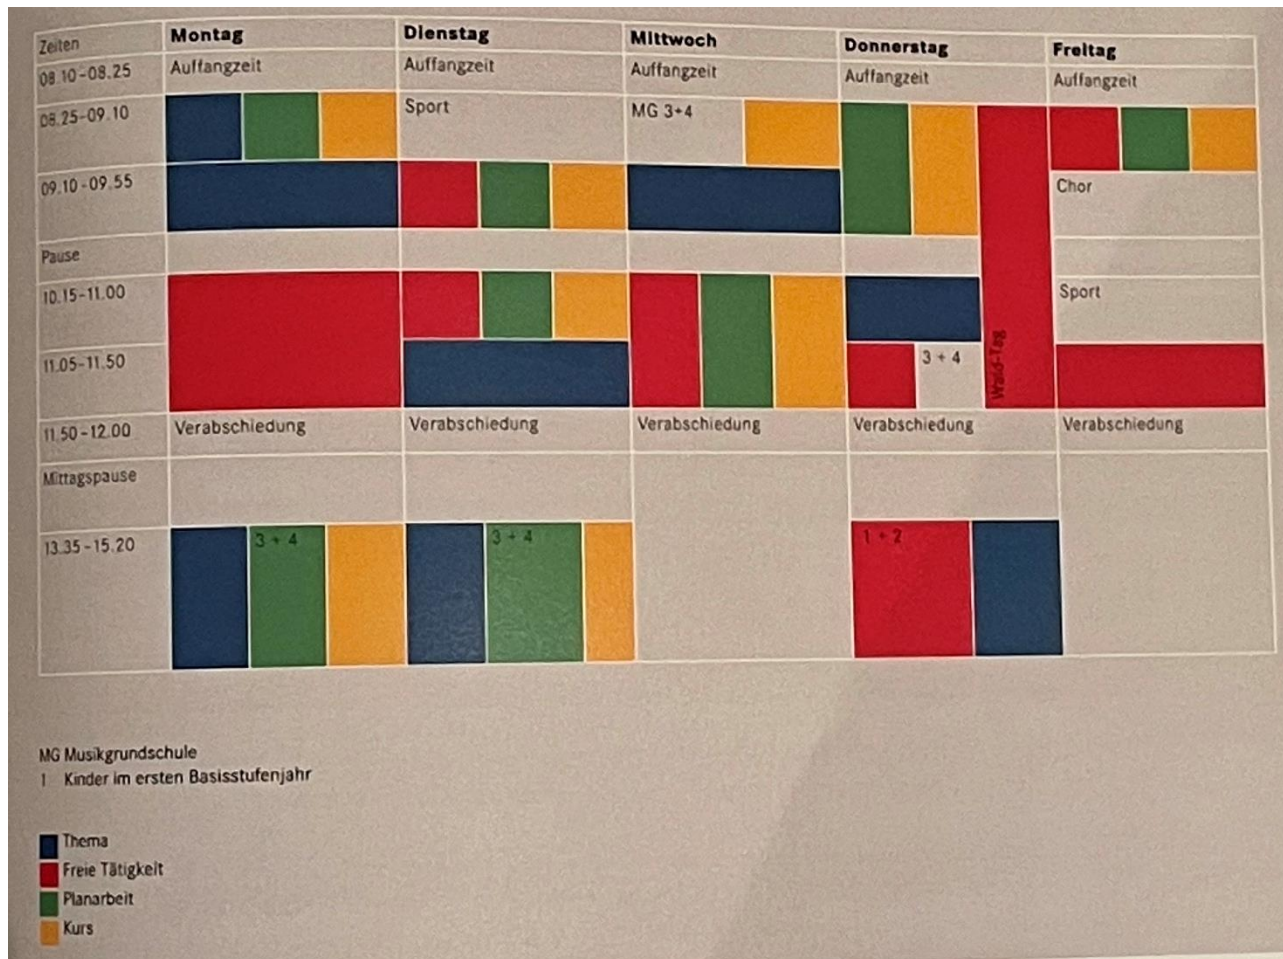 Zeiten Montag Dienstag Mittwoch Donnerstag Freitag
08.10-08.25 Auffangzeit Auffangzeit Auffangzeit Auffangzeit Auffangzeit
08.25-09.10 Sport MG 3+4
09.10-09.55 Chor
Pause
10.15-11.00 Sport
11.05-11.50 3 + 4 Wald-Tag
11.50-12.00 Verabschiedung Verabschiedung Verabschiedung Verabschiedung Verabschiedung
Mittagspause
13.35-15.20 3 + 4 3 + 4 1 + 2
MG Musikgrundschule
1 Kinder im ersten Basisstufenjahr
Thema
Freie Tätigkeit
Planarbeit
Kurs